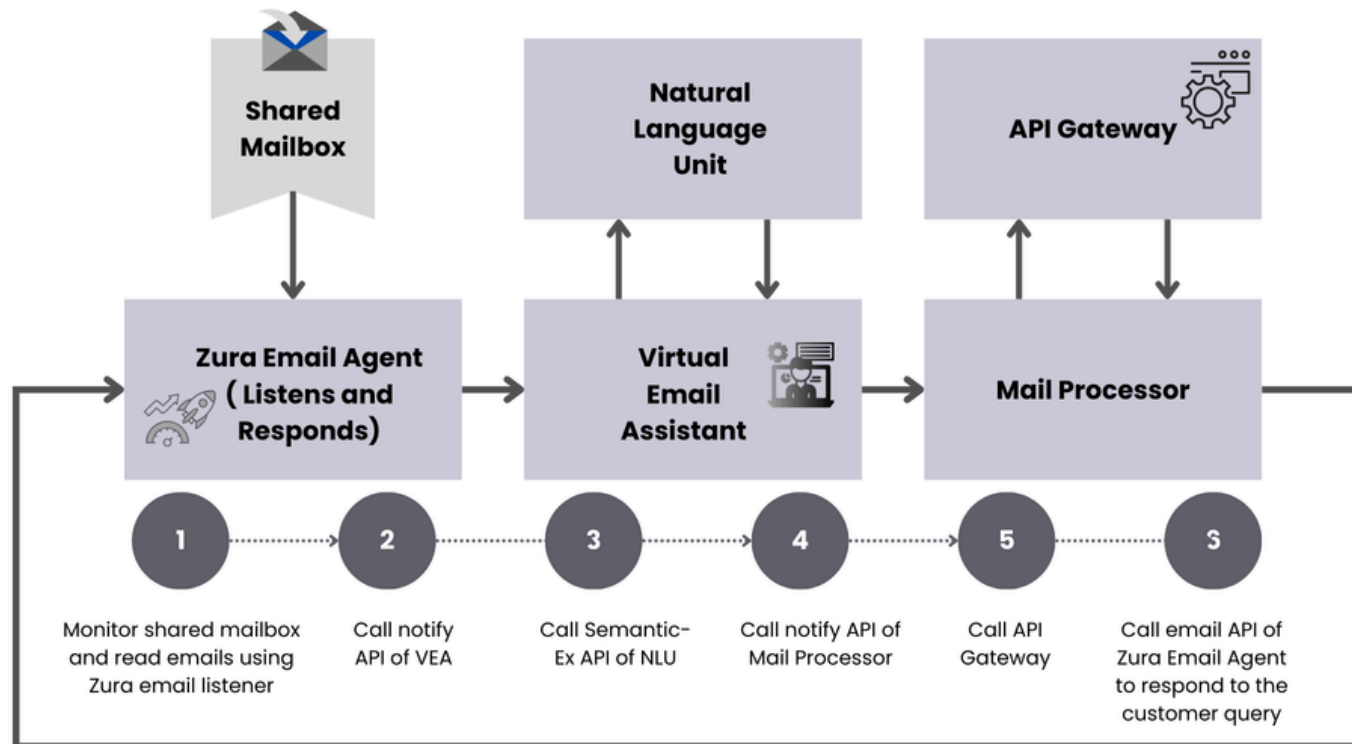 Shared
Mailbox
Natural
Language
Unit
API Gateway
Zura Email Agent
( Listens and
Responds)
Virtual
Email
Assistant
Mail Processor
1
2
3
4
5
Monitor shared mailbox
and read emails using
Zura email listener
Call notify
API of VEA
Call Semantic-
Ex API of NLU
Call notify API of
Mail Processor
Call API
Gateway
Call email API of
Zura Email Agent
to respond to the
customer query